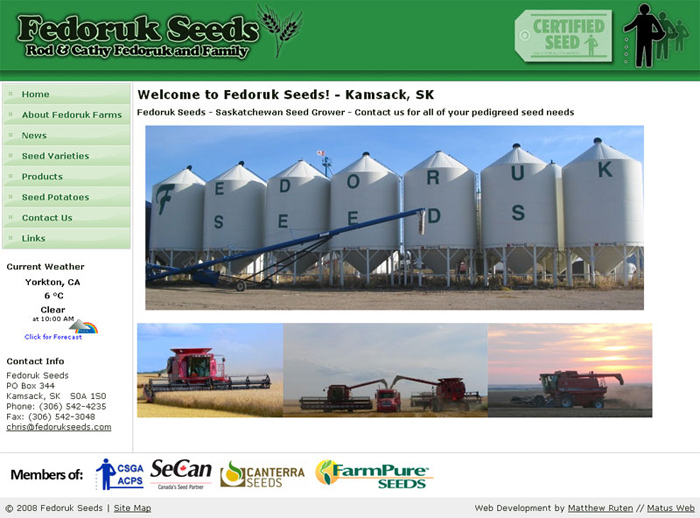 Fedoruk Seeds
Rod & Cathy Fedoruk and Family
CERTIFIED
SEED
Home
About Fedoruk Farms
News
Seed Varieties
Products
Seed Potatoes
Contact Us
Links
Current Weather
Yorkton, CA
6 °C
Clear
at 10:00 AM
Click for Forecast
Contact Info
Fedoruk Seeds
PO Box 344
Kamsack, SK S0A 1S0
Phone: (306) 542-4235
Fax: (306) 542-3048
chris@fedorukseeds.com
Welcome to Fedoruk Seeds! - Kamsack, SK
Fedoruk Seeds - Saskatchewan Seed Grower - Contact us for all of your pedigreed seed needs
FEDORUK
SEEDS
Members of:
CSGA
ACPS
SeCan
Canada's Seed Partner
CANTERRA
SEEDS
FarmPure
SEEDS
© 2008 Fedoruk Seeds | Site Map
Web Development by Matthew Ruten // Matus Web